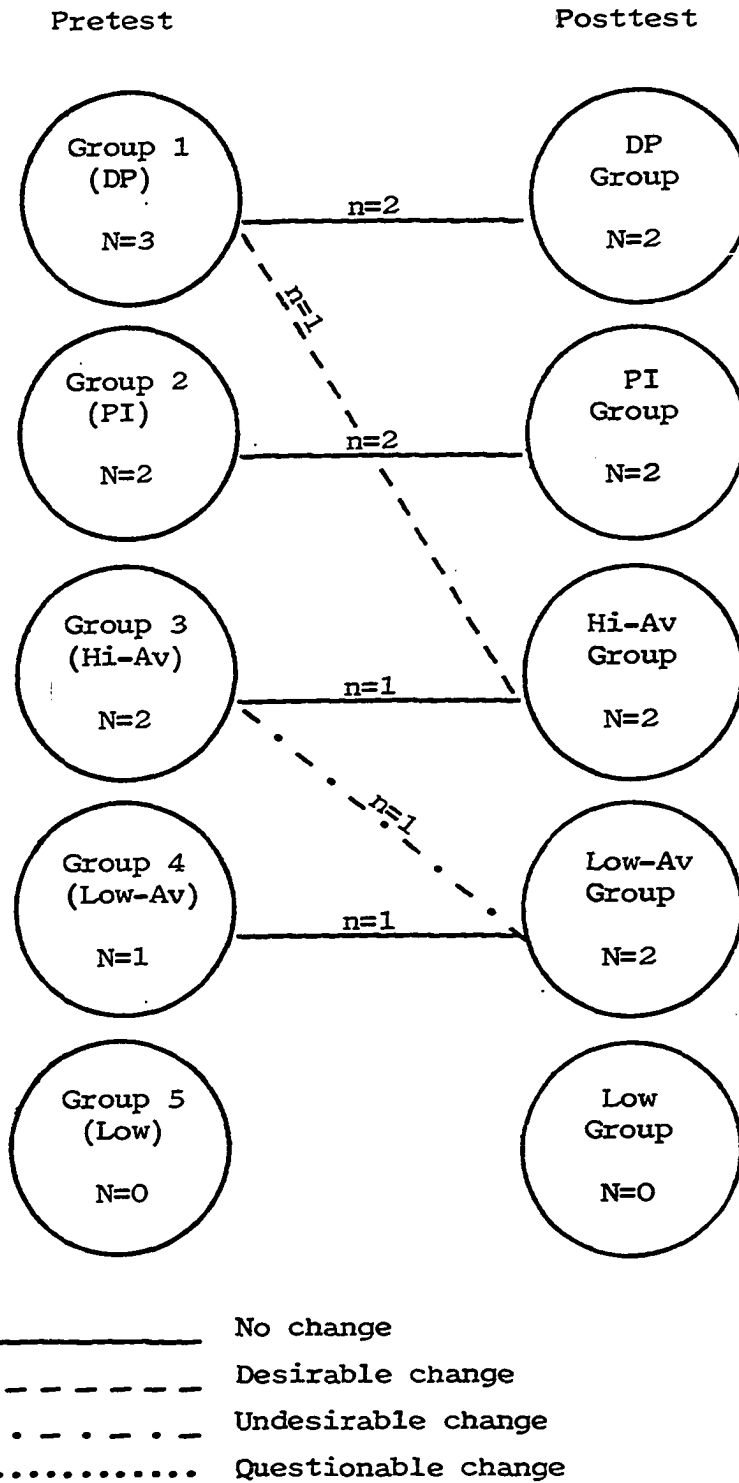 Pretest Posttest
Group 1
(DP)
N=3
n=2
DP
Group
N=2
n=1
Group 2
(PI)
N=2
n=2
PI
Group
N=2
Group 3
(Hi-Av)
N=2
n=1
Hi-Av
Group
N=2
n=1
Group 4
(Low-Av)
N=1
n=1
Low-Av
Group
N=2
Group 5
(Low)
N=0
Low
Group
N=0
No change
Desirable change
Undesirable change
Questionable change